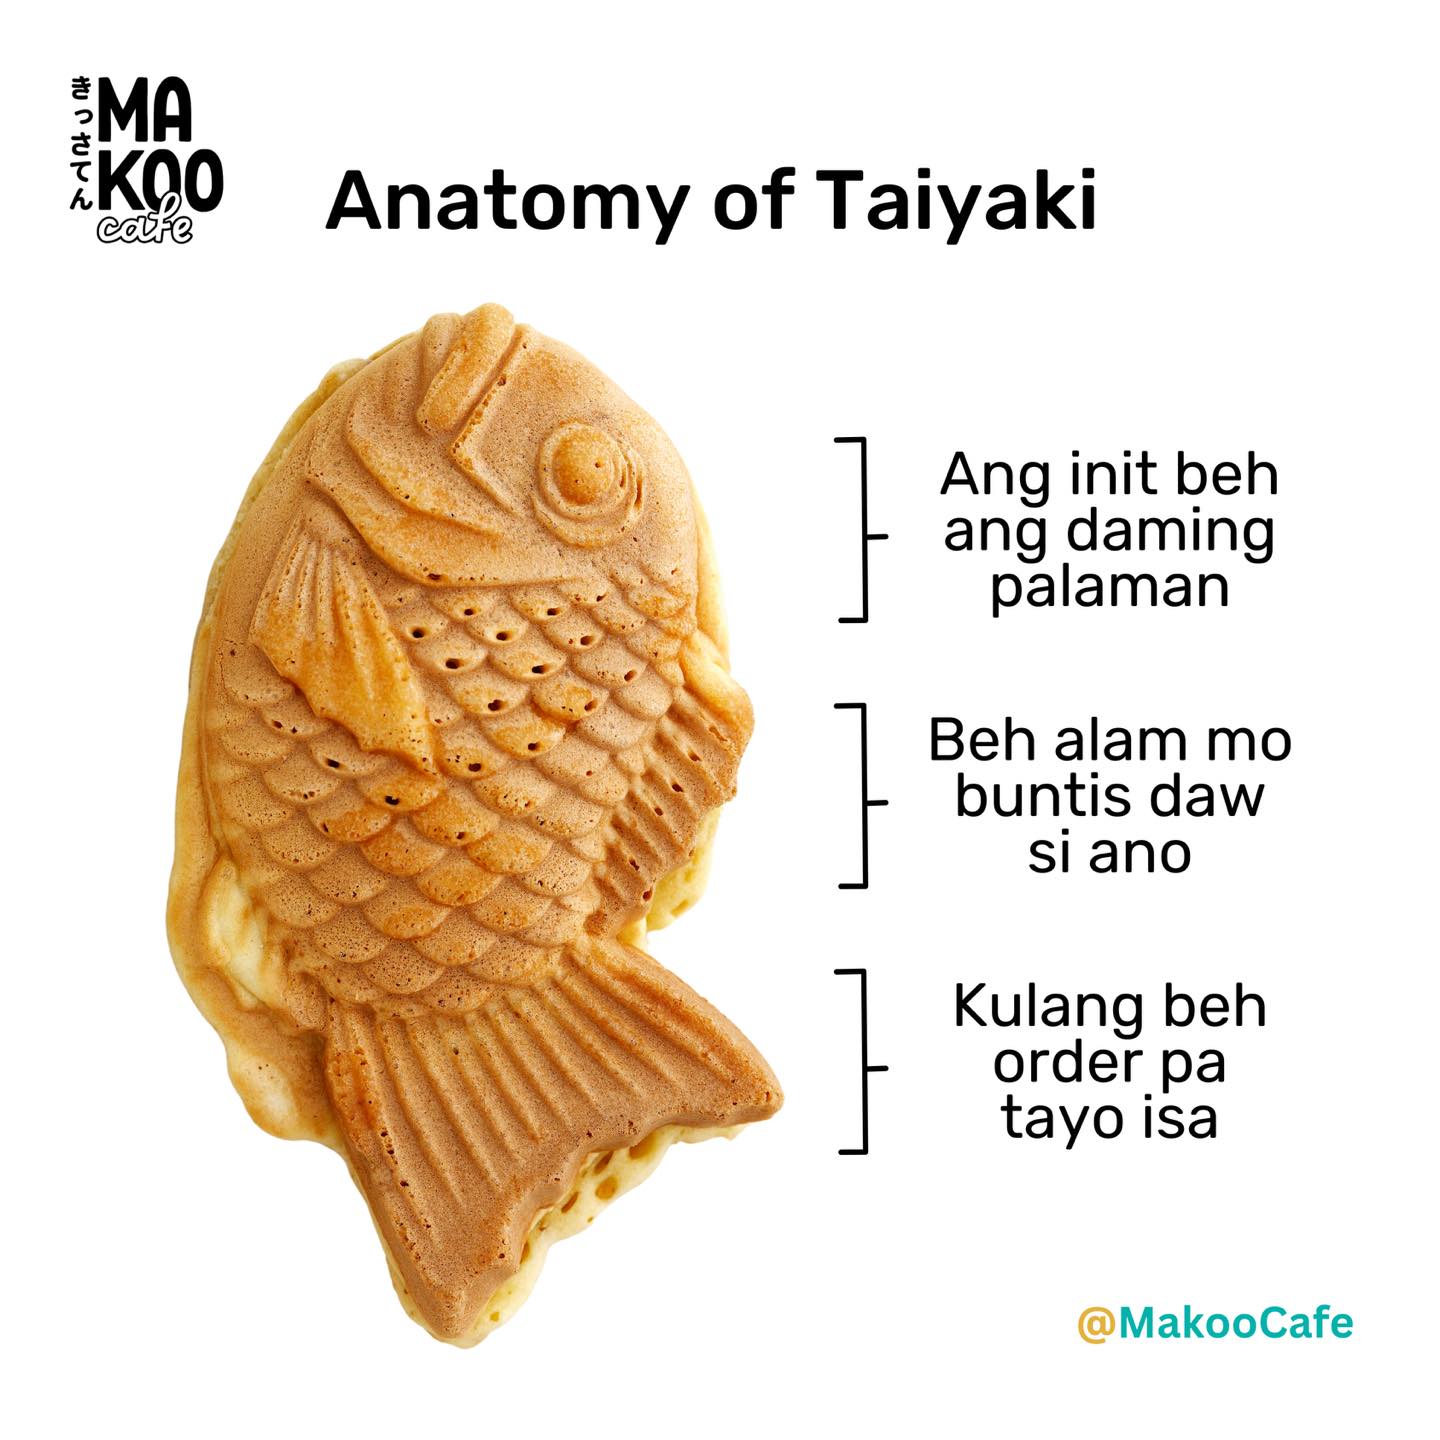 きっさてん
MA
KOO
cafe
Anatomy of Taiyaki
Ang init beh
ang daming
palaman
Beh alam mo
buntis daw
si ano
Kulang beh
order pa
tayo isa
@MakooCafe